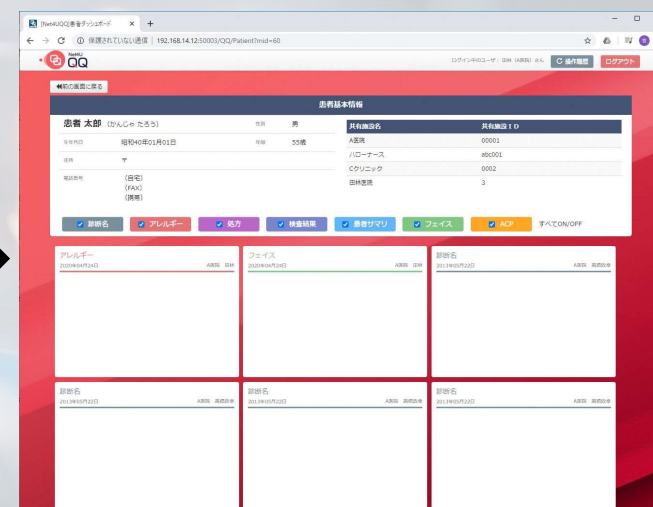 [Net4UQQ]患者ダッシュボード
保護されていない通信 | 192.168.14.12:50003/QQ/Patient?mid=60
Net4U
QQ
ログイン中のユーザ: 田林 (A医院) さん
操作履歴
ログアウト
前の画面に戻る
患者基本情報
患者 太郎 (かんじゃ たろう)
性別 男
生年月日 昭和40年01月01日
年齢 55歳
住所 〒
電話番号 (自宅)
(FAX)
(携帯)
共有施設名 共有施設ID
A医院 00001
ハローナース abc001
Cクリニック 0002
田林医院 3
診断名 アレルギー 処方 検査結果 患者サマリ フェイス ACP すべてON/OFF
アレルギー
2020年04月24日 A医院 田林
フェイス
2020年04月24日 A医院 田林
診断名
2013年05月22日 A医院
診断名
2013年05月22日 A医院
診断名
2013年05月22日 A医院
診断名
2013年05月22日 A医院